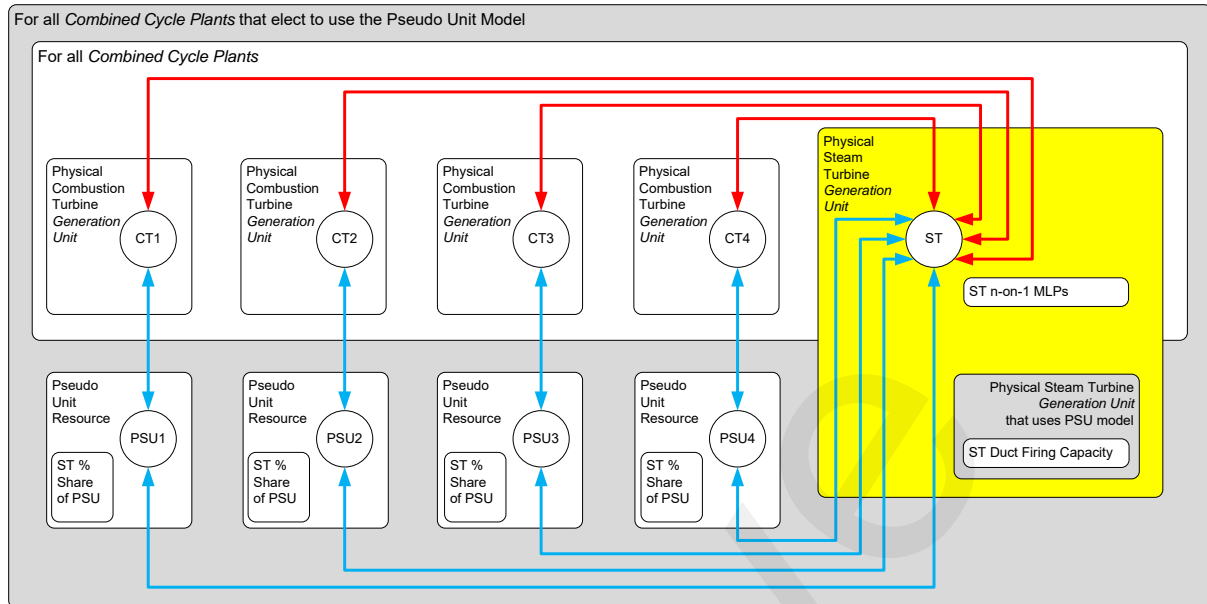 For all Combined Cycle Plants that elect to use the Pseudo Unit Model
For all Combined Cycle Plants
Physical
Combustion
Turbine
Generation
Unit
CT1
Physical
Combustion
Turbine
Generation
Unit
CT2
Physical
Combustion
Turbine
Generation
Unit
CT3
Physical
Combustion
Turbine
Generation
Unit
CT4
Physical
Steam
Turbine
Generation
Unit
ST
ST n-on-1 MLPs
Pseudo
Unit
Resource
PSU1
ST %
Share
of PSU
Pseudo
Unit
Resource
PSU2
ST %
Share
of PSU
Pseudo
Unit
Resource
PSU3
ST %
Share
of PSU
Pseudo
Unit
Resource
PSU4
ST %
Share
of PSU
Physical Steam Turbine
Generation Unit
that uses PSU model
ST Duct Firing Capacity